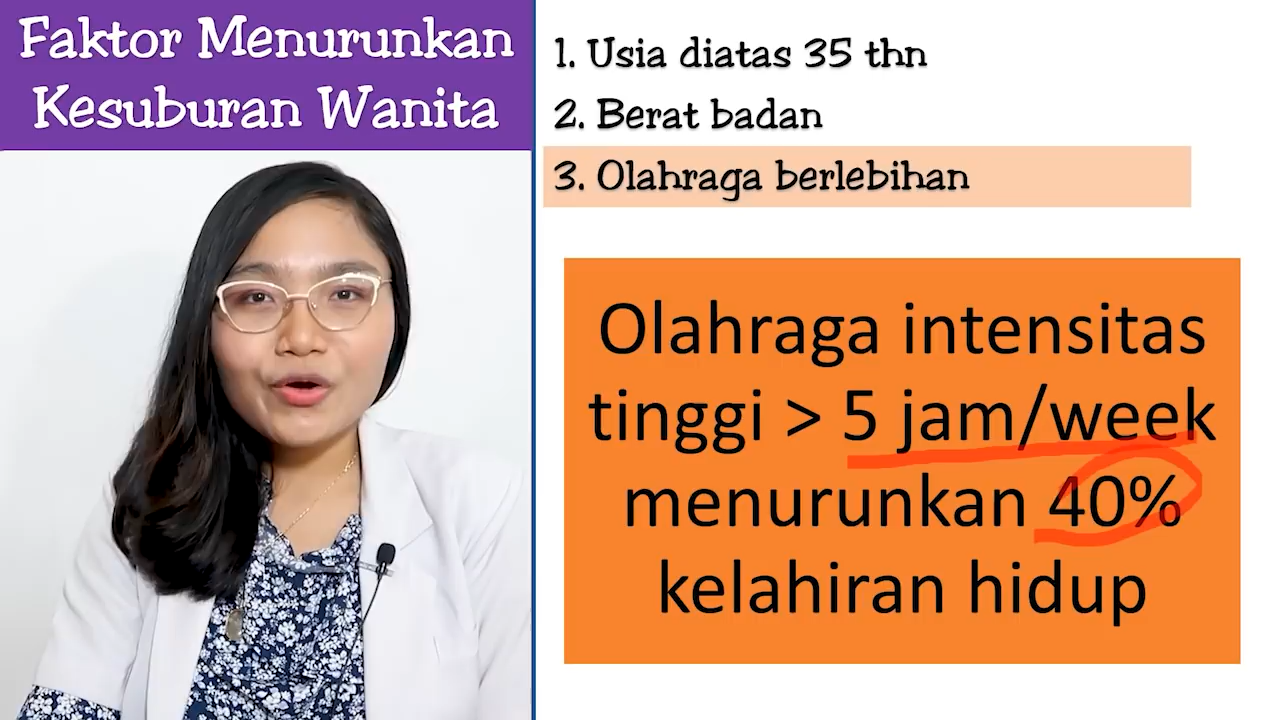 Faktor Menurunkan
Kesuburan Wanita
1. Usia diatas 35 thn
2. Berat badan
3. Olahraga berlebihan
Olahraga intensitas
tinggi > 5 jam/week
menurunkan 40%
kelahiran hidup